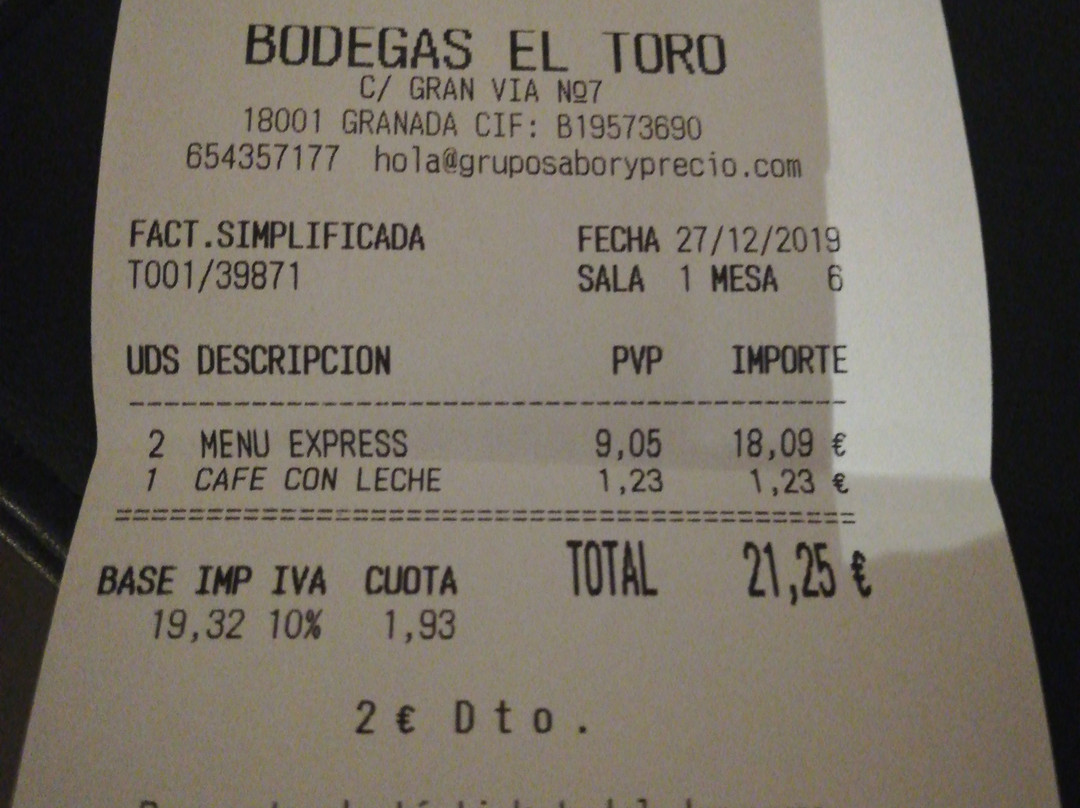 BODEGAS EL TORO
C/ GRAN VIA Nº7
18001 GRANADA CIF: B19573690
654357177 hola@gruposaboryprecio.com
FACT.SIMPLIFICADA FECHA 27/12/2019
T001/39871 SALA 1 MESA 6
UDS DESCRIPCION PVP IMPORTE
2 MENU EXPRESS 9,05 18,09 €
1 CAFE CON LECHE 1,23 1,23 €
TOTAL 21,25 €
BASE IMP IVA CUOTA
19,32 10% 1,93
2 € Dto.